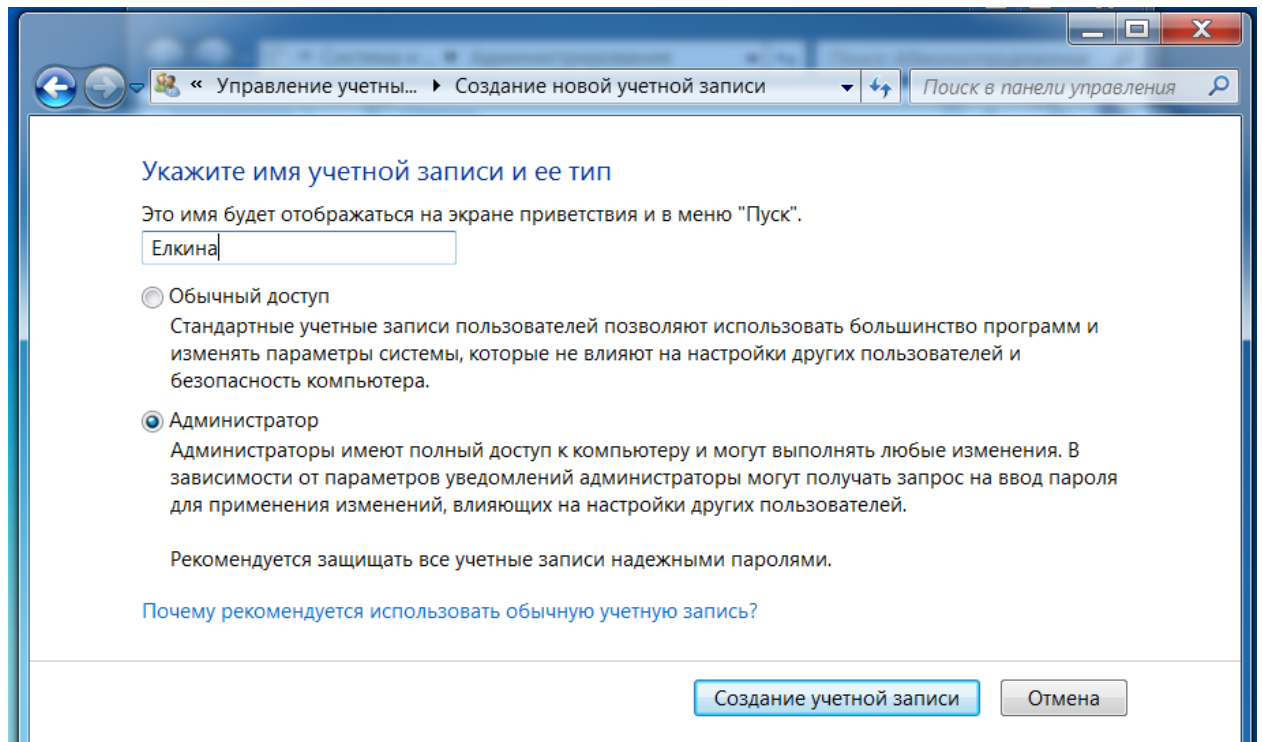 « Управление учетны... Создание новой учетной записи Поиск в панели управления
Укажите имя учетной записи и ее тип
Это имя будет отображаться на экране приветствия и в меню "Пуск".
Елкина
Обычный доступ
Стандартные учетные записи пользователей позволяют использовать большинство программ и
изменять параметры системы, которые не влияют на настройки других пользователей и
безопасность компьютера.
Администратор
Администраторы имеют полный доступ к компьютеру и могут выполнять любые изменения. В
зависимости от параметров уведомлений администраторы могут получать запрос на ввод пароля
для применения изменений, влияющих на настройки других пользователей.
Рекомендуется защищать все учетные записи надежными паролями.
Почему рекомендуется использовать обычную учетную запись?
Создание учетной записи Отмена